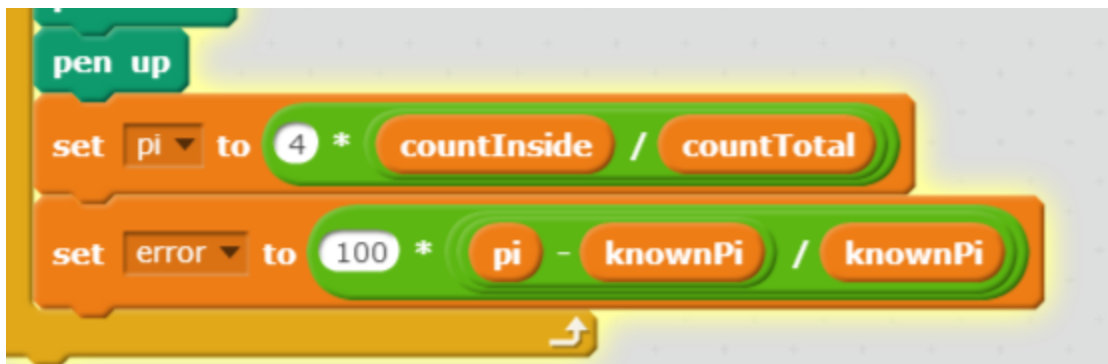 pen up
set pi to 4 * countInside / countTotal
set error to 100 * pi - knownPi / knownPi